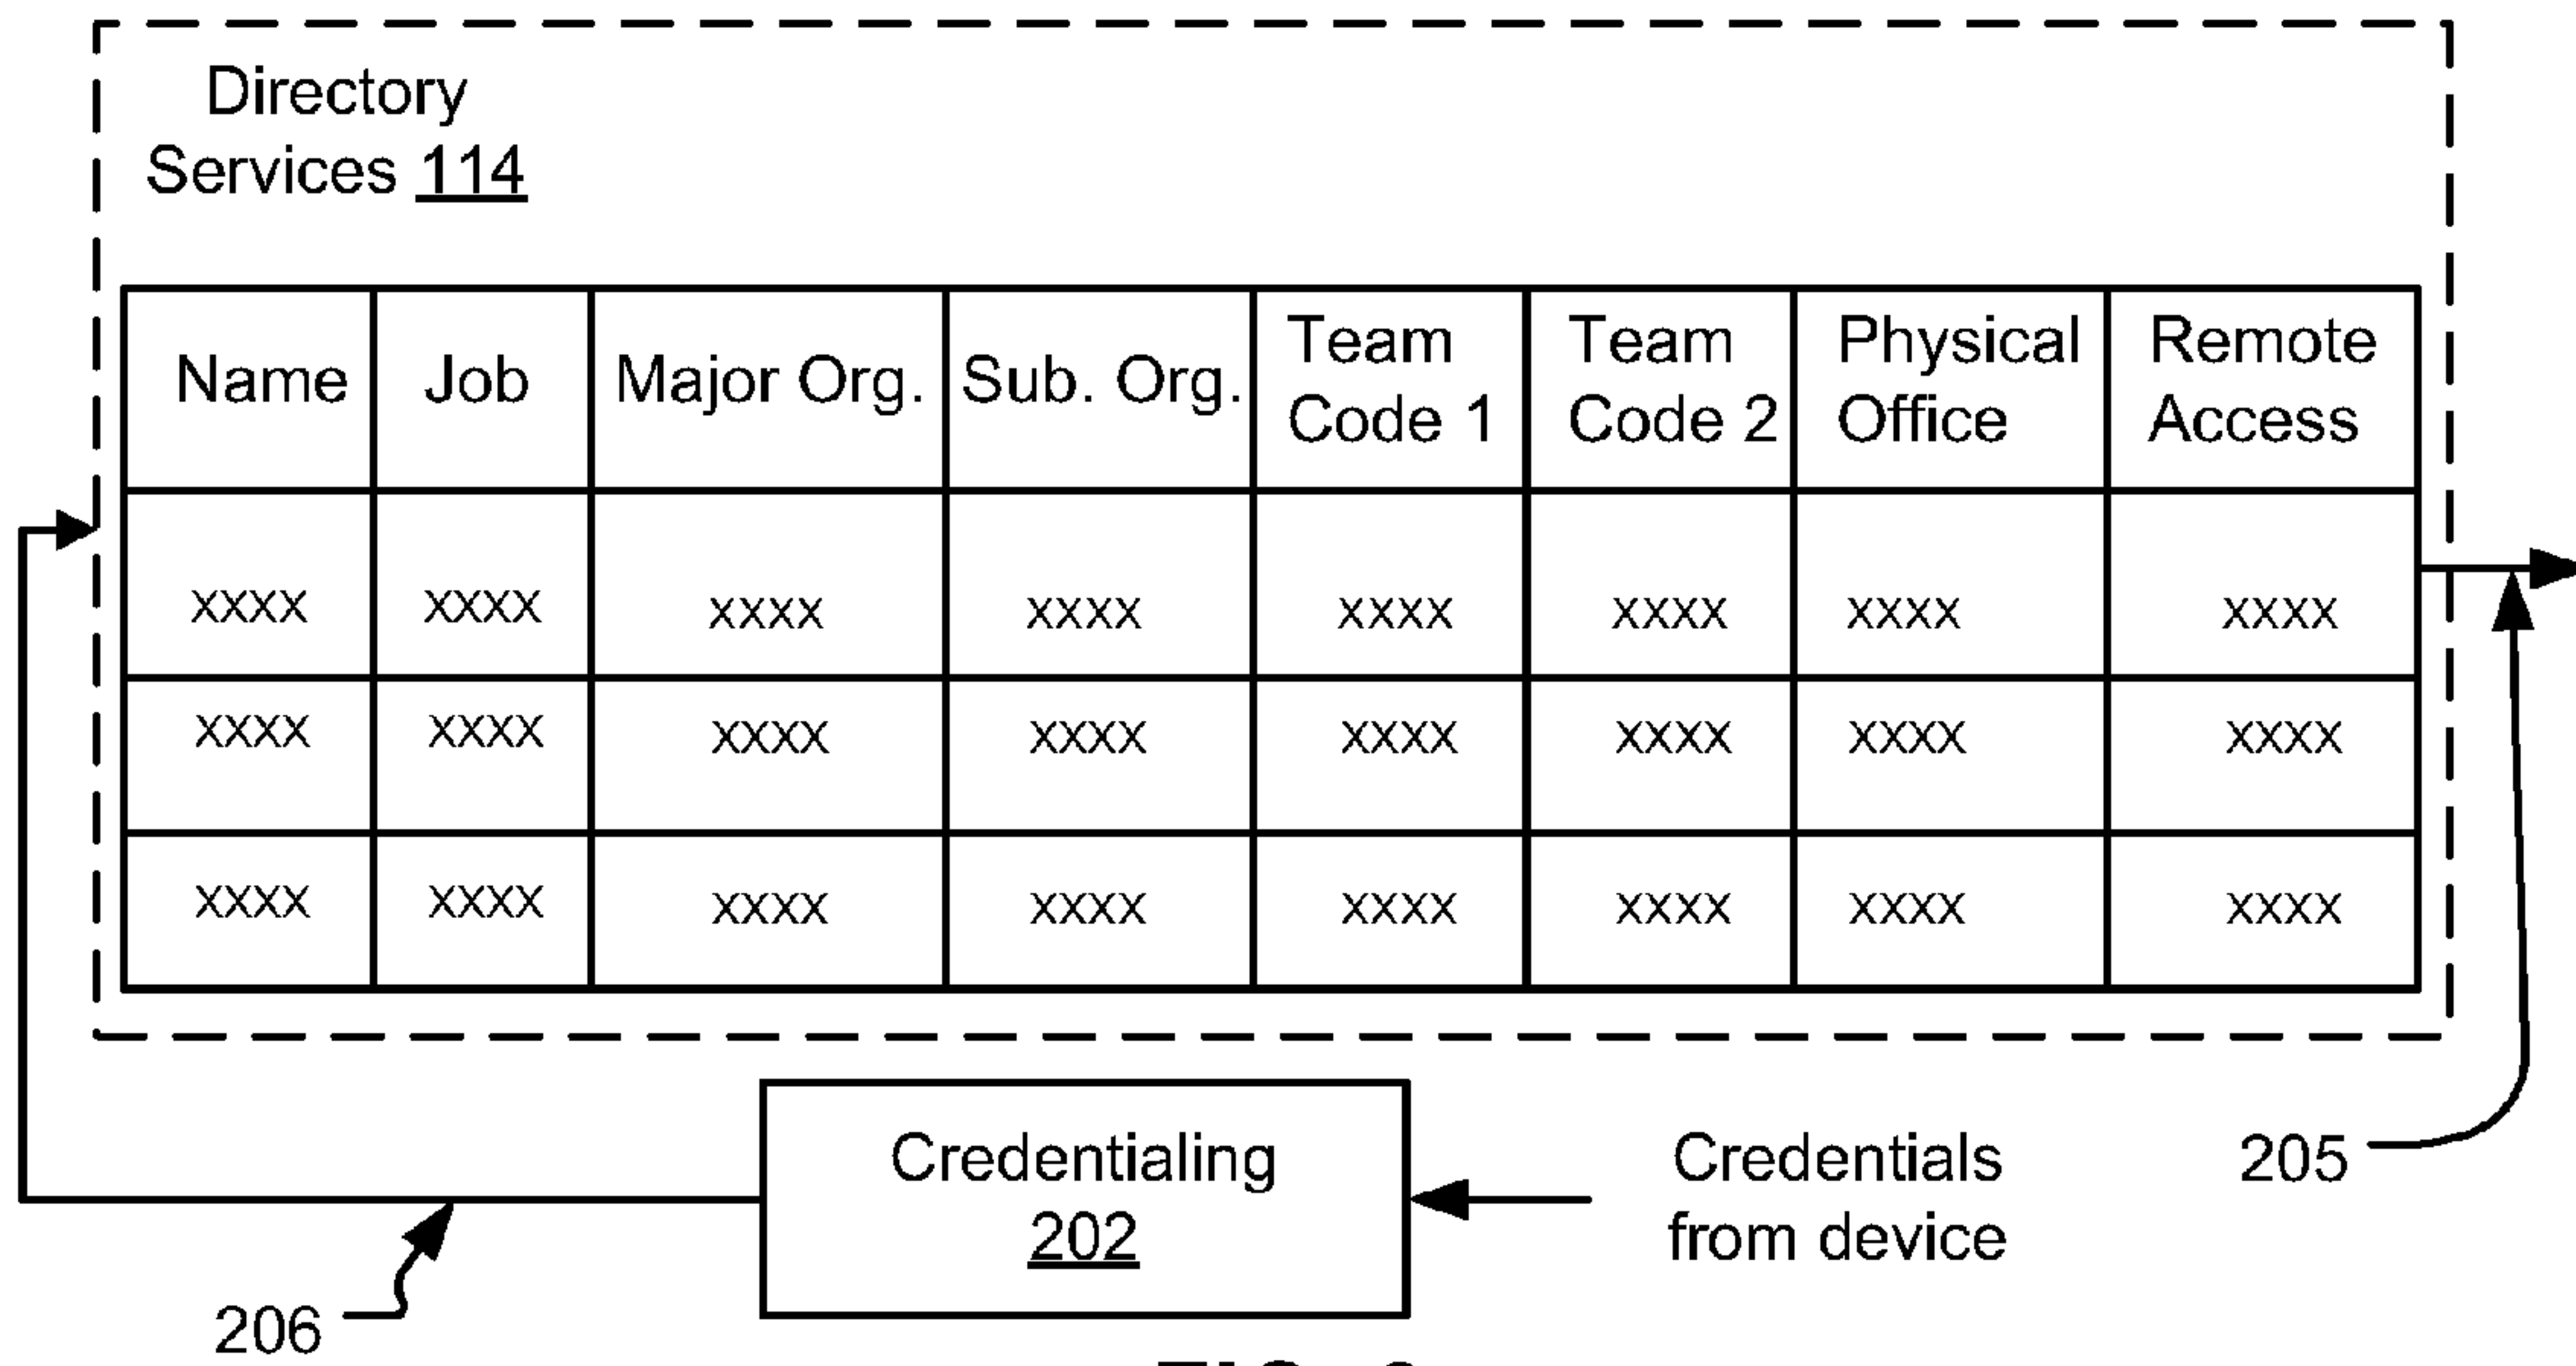 Directory
Services 114
Name Job Major Org. Sub. Org. Team Code 1 Team Code 2 Physical Office Remote Access
xxxx xxxx xxxx xxxx xxxx xxxx xxxx xxxx
xxxx xxxx xxxx xxxx xxxx xxxx xxxx xxxx
xxxx xxxx xxxx xxxx xxxx xxxx xxxx xxxx
Credentialing
202
Credentials
from device
205
206